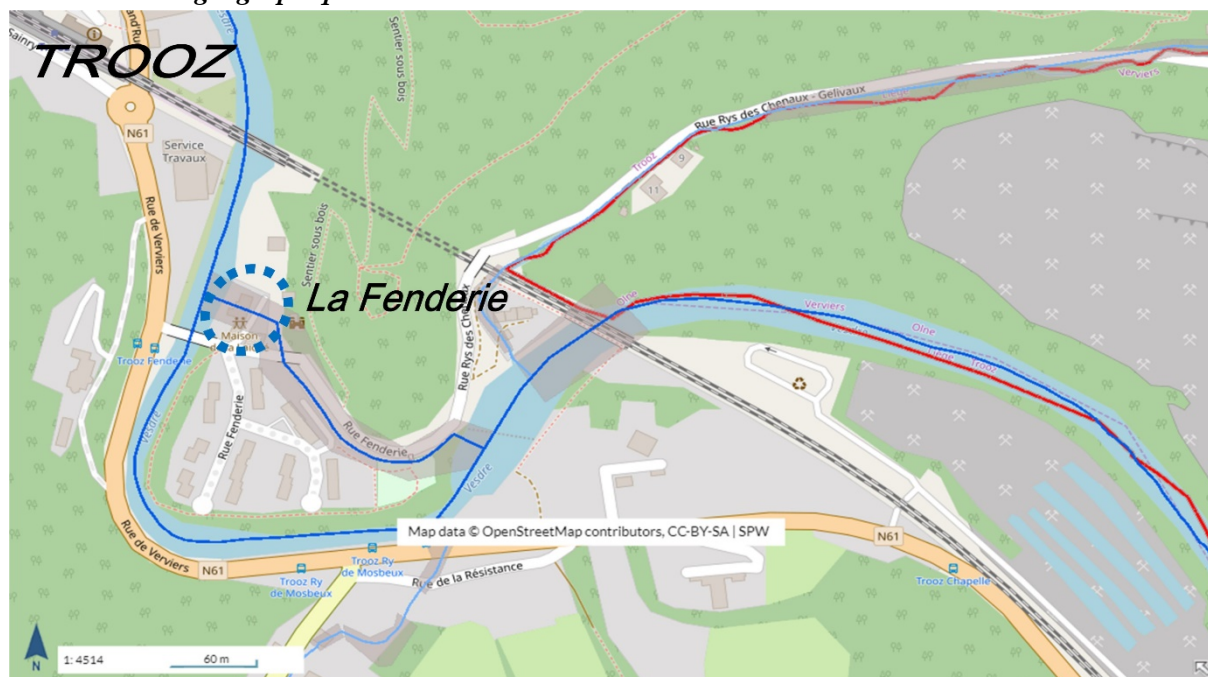 TROOZ
N61
Service
Travaux
Rue de Verviers
Sentier sous bois
Sentier sous bois
Rue Rys des Chenaux - Gelivaux
Verviers
Trooz
9
11
La Fenderie
Maison
Trooz Fenderie
Rue Fenderie
Rue Fenderie
Rue Rys des Chenaux
Vesdre
Vesdre
Olne
Verviers
Olne
Liège
Trooz
Map data © OpenStreetMap contributors, CC-BY-SA | SPW
Rue de Verviers
N61
N61
Trooz Ry
de Mosbeux
Trooz Ry
de Mosbeux
Rue de la Résistance
Trooz Chapelle
N
1: 4514
60 m